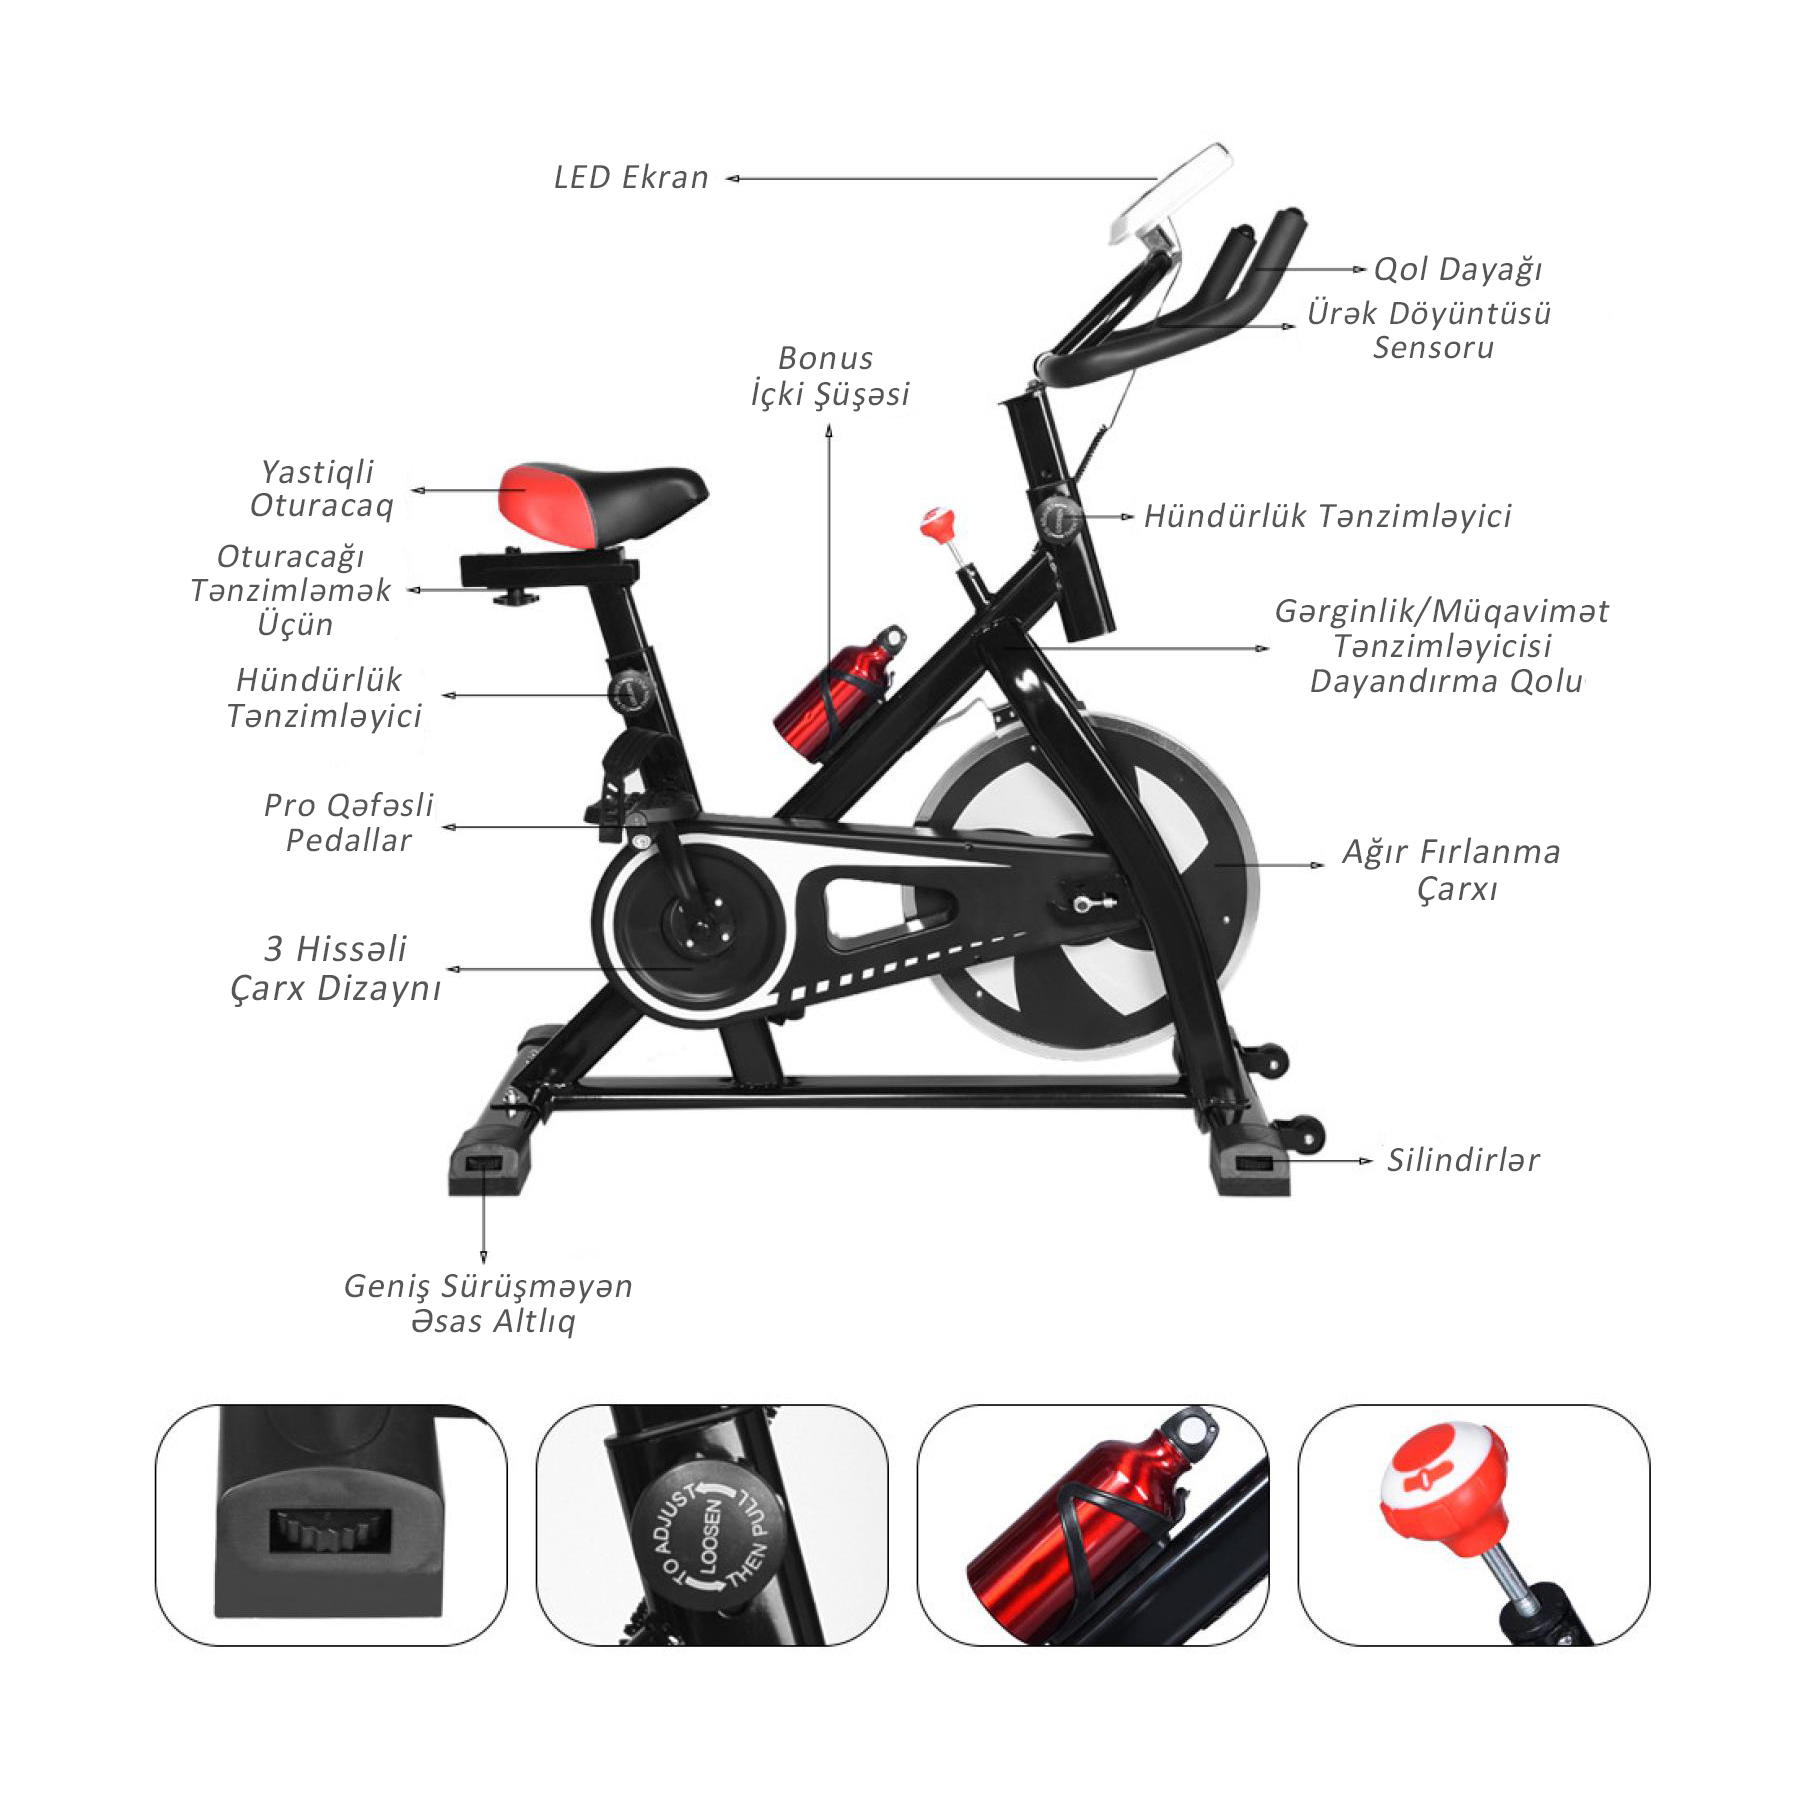 LED Ekran
Qol Dayağı
Ürək Döyüntüsü
Sensoru
Bonus
İçki Şüşəsi
Yastiqli
Oturacaq
Hündürlük Tənzimləyici
Oturacağı
Tənzimləmək
Üçün
Gərginlik/Müqavimət
Tənzimləyicisi
Dayandırma Qolu
Hündürlük
Tənzimləyici
Pro Qəfəsli
Pedallar
Ağır Fırlanma
Çarxı
3 Hissəli
Çarx Dizaynı
Silindirlər
Geniş Sürüşməyən
Əsas Altlıq
TO ADJUST
LOOSEN
THEN PULL